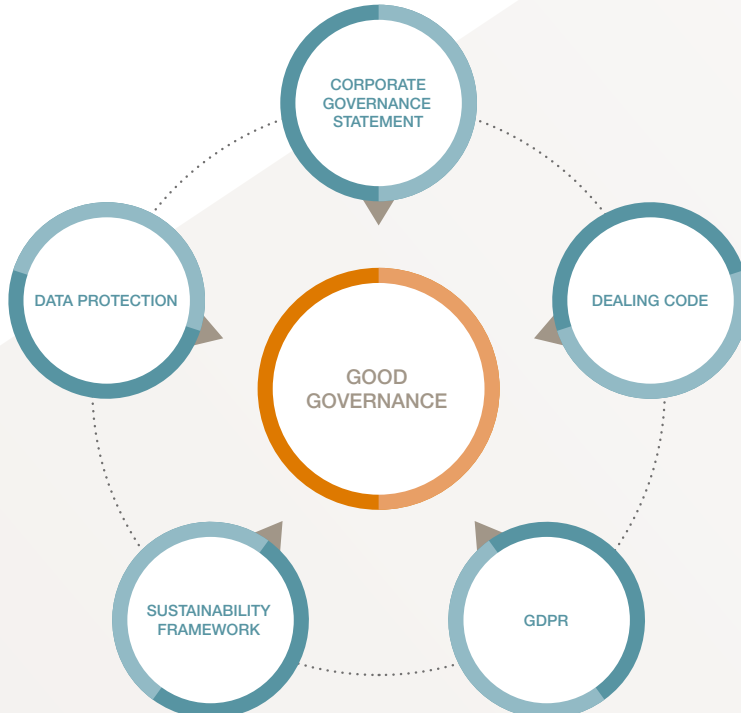 CORPORATE
GOVERNANCE
STATEMENT
DATA PROTECTION
DEALING CODE
GOOD
GOVERNANCE
SUSTAINABILITY
FRAMEWORK
GDPR